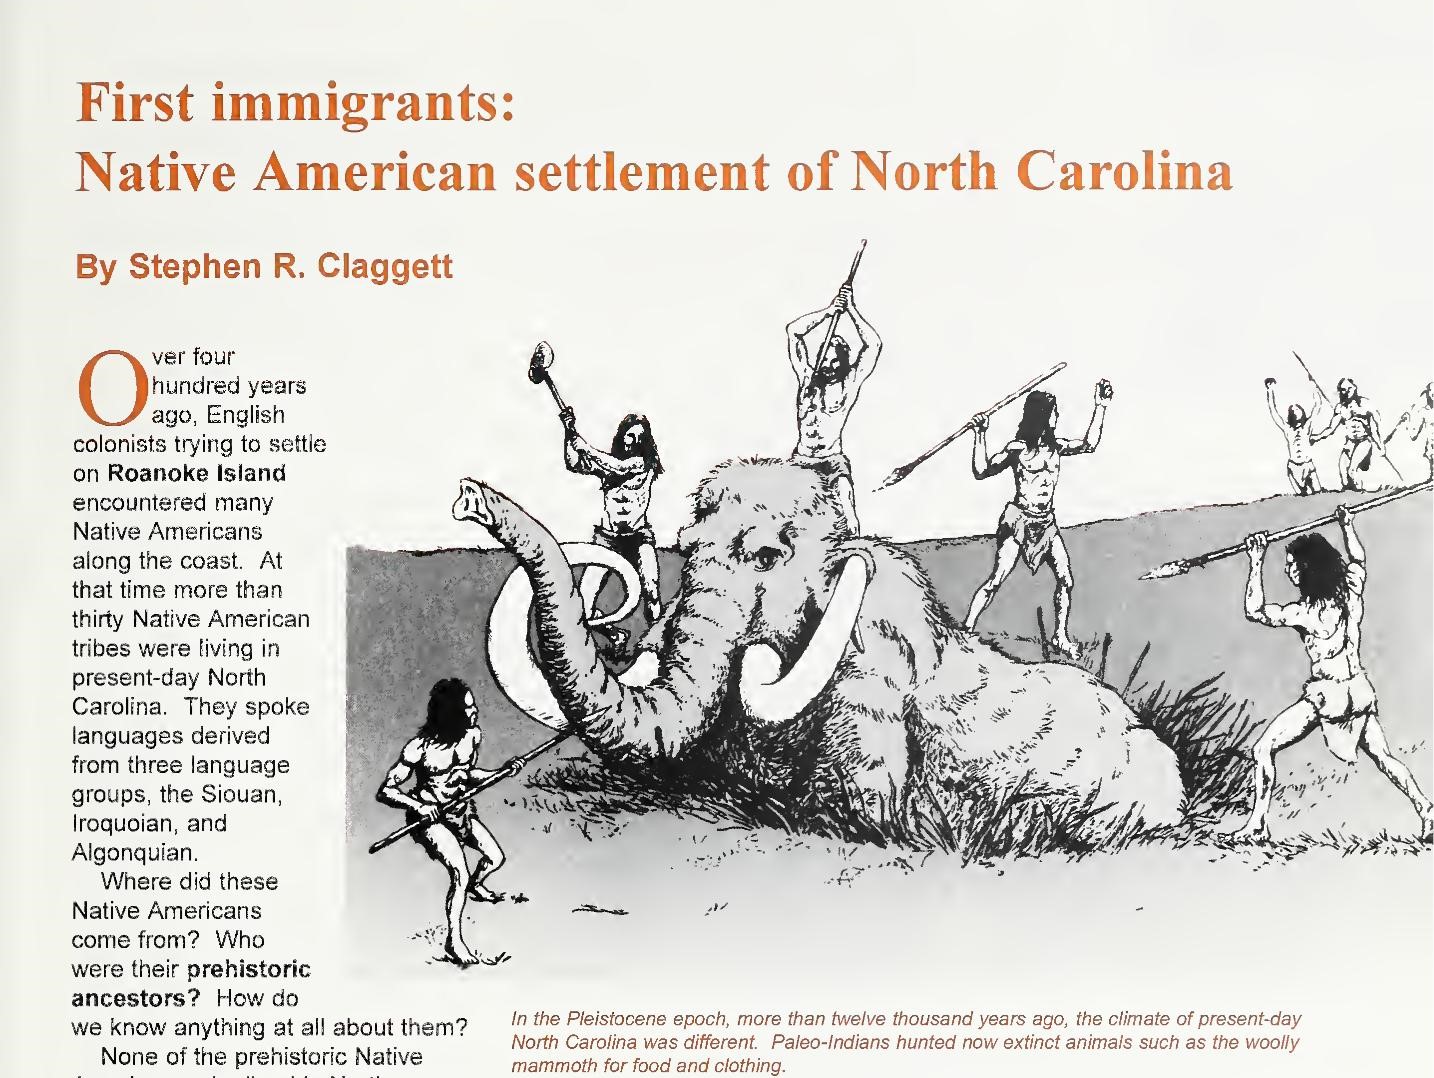 First immigrants:
Native American settlement of North Carolina
By Stephen R. Claggett
Over four
hundred years
ago, English
colonists trying to settle
on Roanoke Island
encountered many
Native Americans
along the coast. At
that time more than
thirty Native American
tribes were living in
present-day North
Carolina. They spoke
languages derived
from three language
groups, the Siouan,
Iroquoian, and
Algonquian.
Where did these
Native Americans
come from? Who
were their prehistoric
ancestors? How do
we know anything at all about them?
None of the prehistoric Native
In the Pleistocene epoch, more than twelve thousand years ago, the climate of present-day
North Carolina was different. Paleo-Indians hunted now extinct animals such as the woolly
mammoth for food and clothing.